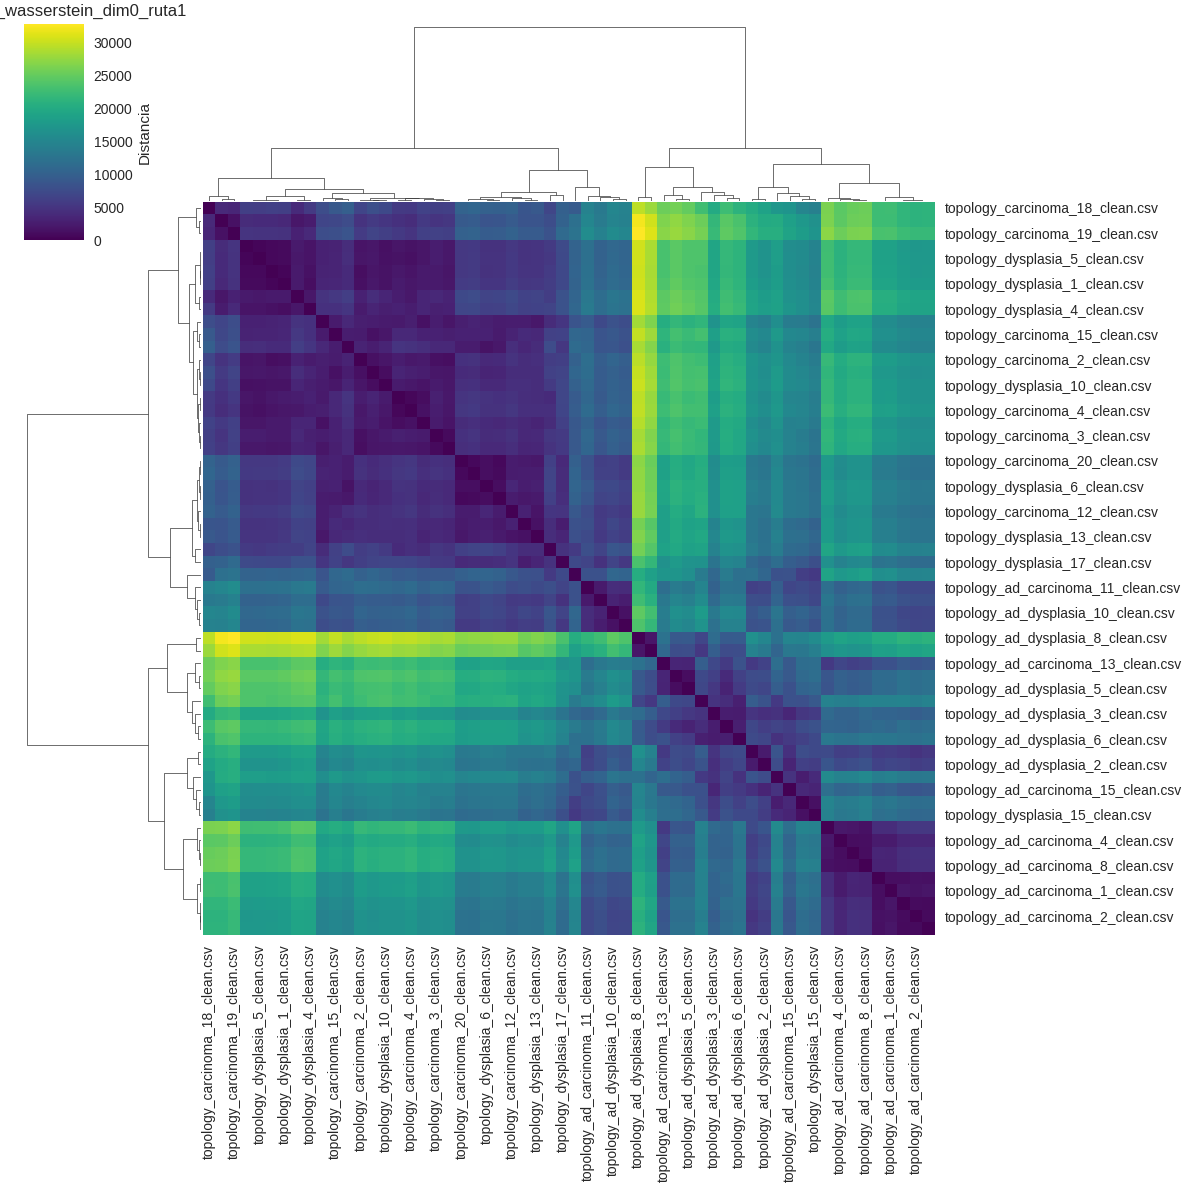 _wasserstein_dim0_ruta1
30000
25000
20000
15000
10000
5000
0
Distancia
topology_carcinoma_18_clean.csv
topology_carcinoma_19_clean.csv
topology_dysplasia_5_clean.csv
topology_dysplasia_1_clean.csv
topology_dysplasia_4_clean.csv
topology_carcinoma_15_clean.csv
topology_carcinoma_2_clean.csv
topology_dysplasia_10_clean.csv
topology_carcinoma_4_clean.csv
topology_carcinoma_3_clean.csv
topology_carcinoma_20_clean.csv
topology_dysplasia_6_clean.csv
topology_carcinoma_12_clean.csv
topology_dysplasia_13_clean.csv
topology_dysplasia_17_clean.csv
topology_ad_carcinoma_11_clean.csv
topology_ad_dysplasia_10_clean.csv
topology_ad_dysplasia_8_clean.csv
topology_ad_carcinoma_13_clean.csv
topology_ad_dysplasia_5_clean.csv
topology_ad_dysplasia_3_clean.csv
topology_ad_dysplasia_6_clean.csv
topology_ad_dysplasia_2_clean.csv
topology_ad_carcinoma_15_clean.csv
topology_dysplasia_15_clean.csv
topology_ad_carcinoma_4_clean.csv
topology_ad_carcinoma_8_clean.csv
topology_ad_carcinoma_1_clean.csv
topology_ad_carcinoma_2_clean.csv
topology_carcinoma_18_clean.csv
topology_carcinoma_19_clean.csv
topology_dysplasia_5_clean.csv
topology_dysplasia_1_clean.csv
topology_dysplasia_4_clean.csv
topology_carcinoma_15_clean.csv
topology_carcinoma_2_clean.csv
topology_dysplasia_10_clean.csv
topology_carcinoma_4_clean.csv
topology_carcinoma_3_clean.csv
topology_carcinoma_20_clean.csv
topology_dysplasia_6_clean.csv
topology_carcinoma_12_clean.csv
topology_dysplasia_13_clean.csv
topology_dysplasia_17_clean.csv
topology_ad_carcinoma_11_clean.csv
topology_ad_dysplasia_10_clean.csv
topology_ad_dysplasia_8_clean.csv
topology_ad_carcinoma_13_clean.csv
topology_ad_dysplasia_5_clean.csv
topology_ad_dysplasia_3_clean.csv
topology_ad_dysplasia_6_clean.csv
topology_ad_dysplasia_2_clean.csv
topology_ad_carcinoma_15_clean.csv
topology_dysplasia_15_clean.csv
topology_ad_carcinoma_4_clean.csv
topology_ad_carcinoma_8_clean.csv
topology_ad_carcinoma_1_clean.csv
topology_ad_carcinoma_2_clean.csv